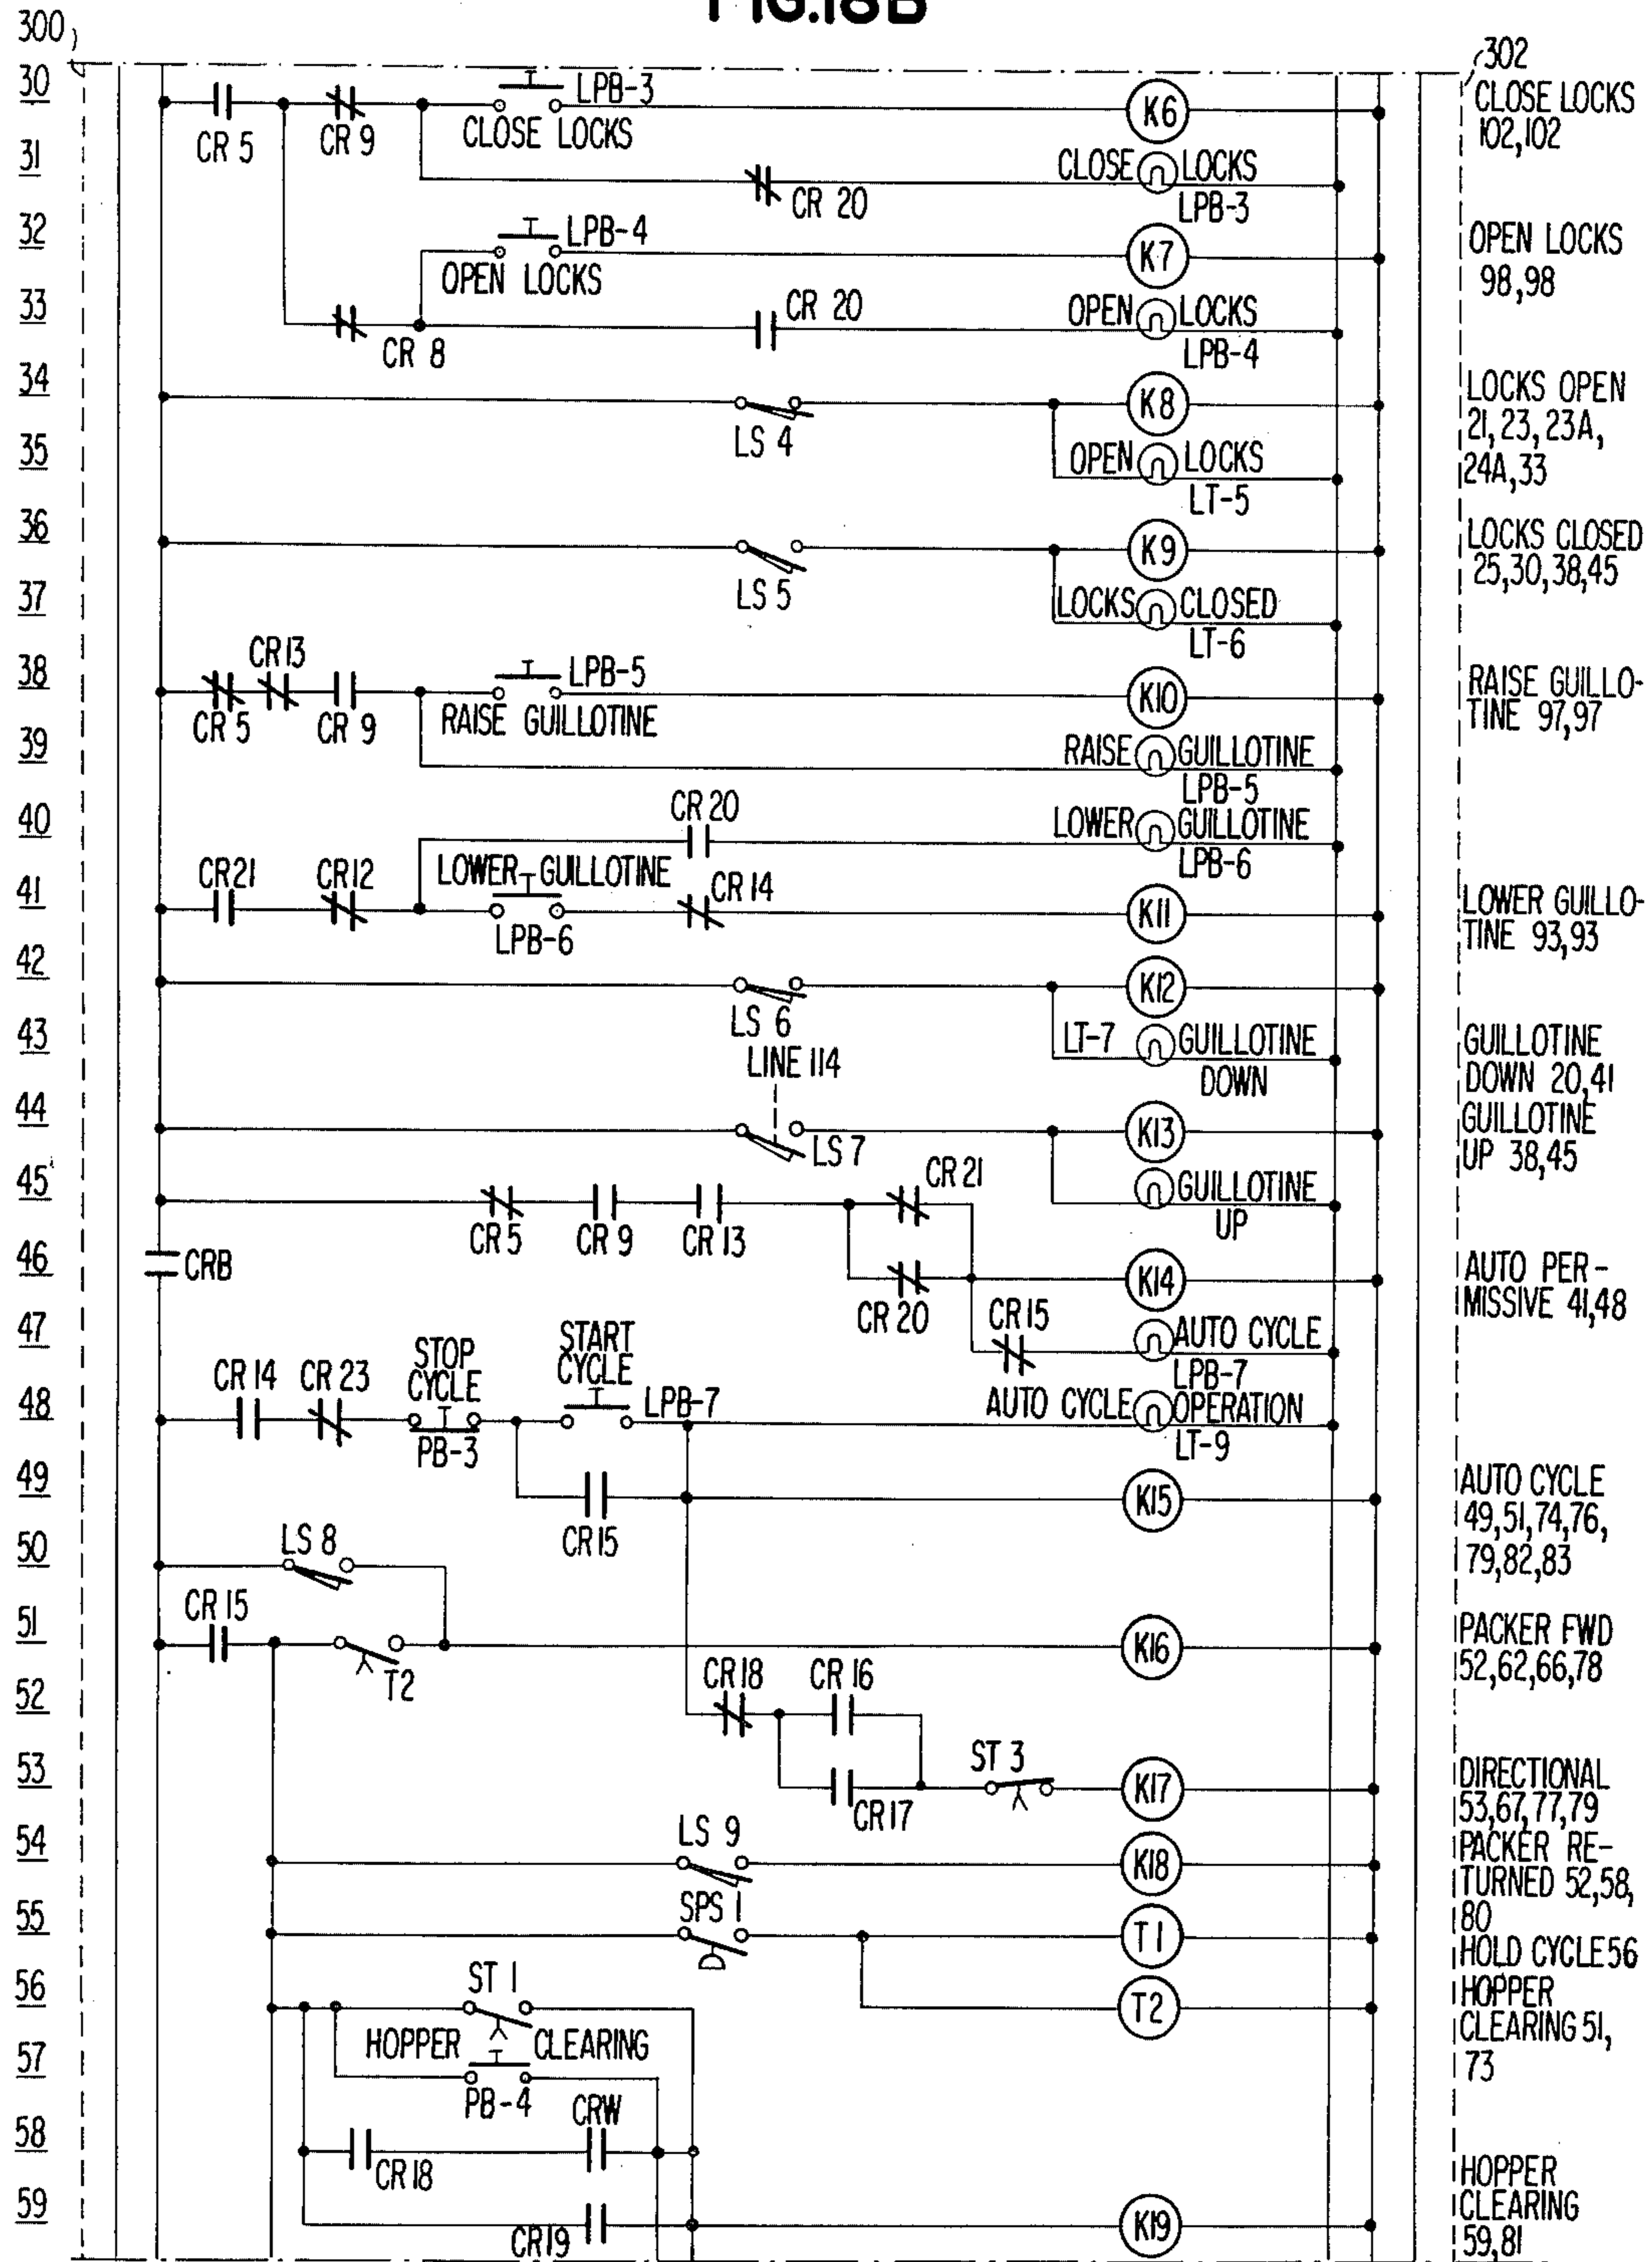 FIG.18B
300
302
30
LPB-3
K6
CLOSE LOCKS
102,102
CR 5
CR 9
CLOSE LOCKS
31
CLOSE LOCKS
LPB-3
CR 20
32
LPB-4
K7
OPEN LOCKS
98,98
OPEN LOCKS
33
CR 20
OPEN LOCKS
LPB-4
CR 8
34
K8
LOCKS OPEN
21, 23, 23A,
24A,33
LS 4
35
OPEN LOCKS
LT-5
36
K9
LOCKS CLOSED
25,30,38,45
LS 5
37
LOCKS CLOSED
LT-6
CR 13
38
LPB-5
K10
RAISE GUILLO-
TINE 97,97
CR 5
CR 9
RAISE GUILLOTINE
39
RAISE GUILLOTINE
LPB-5
40
CR 20
LOWER GUILLOTINE
LPB-6
CR21
CR12
LOWER GUILLOTINE
CR 14
41
K11
LOWER GUILLO-
TINE 93,93
LPB-6
42
K12
LS 6
43
LT-7
GUILLOTINE
DOWN
GUILLOTINE
DOWN 20,41
LINE 114
44
K13
GUILLOTINE
UP 38,45
LS 7
45
CR 21
GUILLOTINE
UP
CR 5
CR 9
CR 13
46
CRB
K14
AUTO PER-
MISSIVE 41,48
CR 20
47
CR 15
AUTO CYCLE
LPB-7
STOP
CYCLE
START
CYCLE
CR 14
CR 23
48
LPB-7
AUTO CYCLE OPERATION
LT-9
PB-3
49
K15
AUTO CYCLE
49,51,74,76,
79,82,83
CR 15
50
LS 8
51
CR 15
T2
K16
PACKER FWD
52,62,66,78
52
CR 18
CR 16
53
ST 3
K17
DIRECTIONAL
53,67,77,79
CR17
54
LS 9
K18
PACKER RE-
TURNED 52,58,
80
55
SPS 1
T1
HOLD CYCLE 56
56
ST 1
T2
HOPPER
CLEARING 51,
73
57
HOPPER CLEARING
PB-4
58
CRW
CR 18
59
CR19
K19
HOPPER
CLEARING
59,81